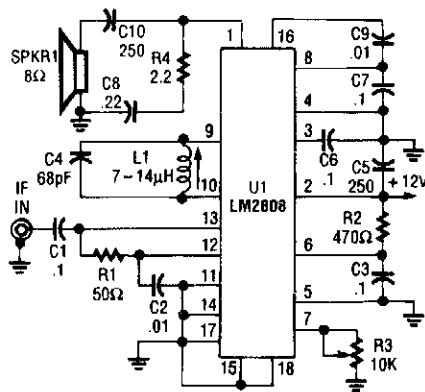 SPKR1
8Ω
C10
250
R4
2.2
C8
.22
1
16
C9
.01
8
C7
.1
4
9
3
C6
.1
C4
68pF
L1
7-14μH
U1
LM2808
C5
250
+12V
10
2
IF
IN
13
R2
470Ω
C1
.1
12
6
R1
50Ω
11
C3
.1
C2
.01
14
5
17
7
R3
10K
15
18